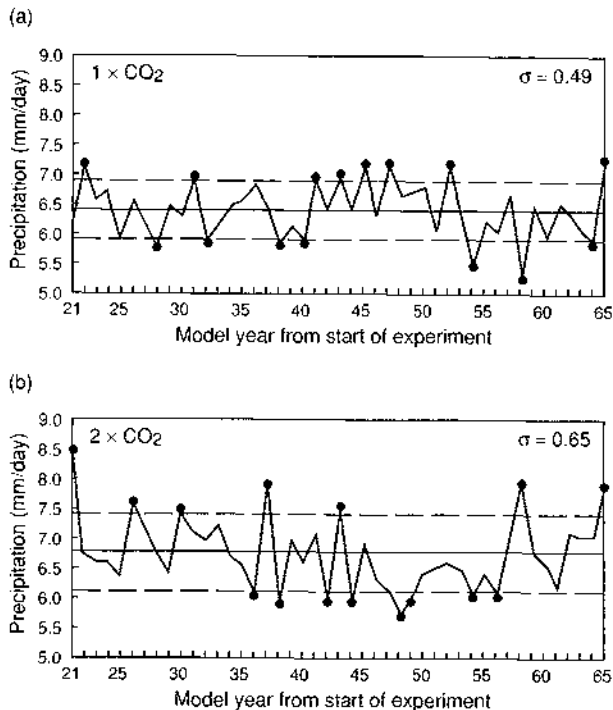 (a)
9.0
1 × CO2
σ = 0.49
8.5
8.0
7.5
7.0
6.5
6.0
5.5
5.0
Precipitation (mm/day)
21 25 30 35 40 45 50 55 60 65
Model year from start of experiment
(b)
9.0
2 × CO2
σ = 0.65
8.5
8.0
7.5
7.0
6.5
6.0
5.5
5.0
Precipitation (mm/day)
21 25 30 35 40 45 50 55 60 65
Model year from start of experiment